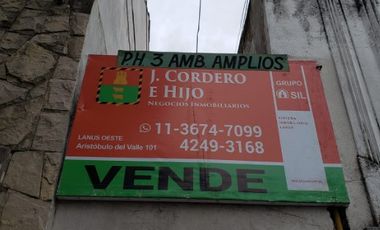 PH 3 AMB. AMPLIOS
J. CORDERO
E HIJO
NEGOCIOS INMOBILIARIOS
GRUPO
SIL
11-3674-7099
4249-3168
LANUS OESTE
Aristóbulo del Valle 101
VENDE